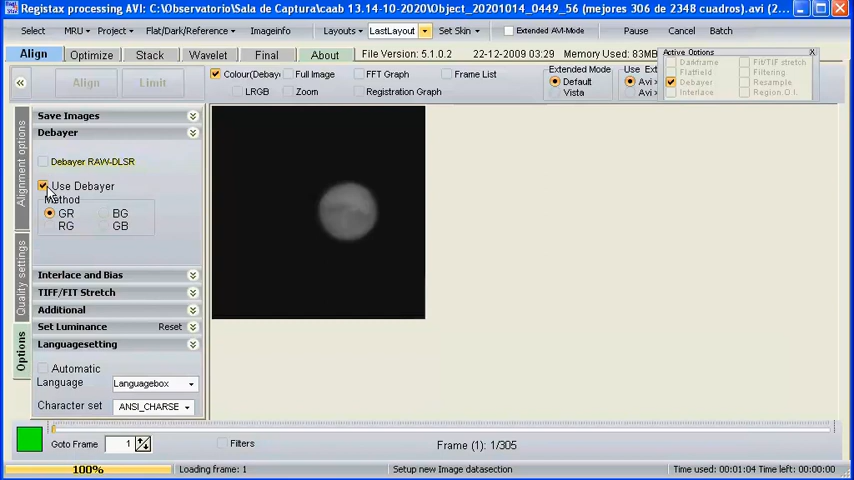 Registax processing AVI: C:\Observatorio\Sala de Captura\caab 13.14-10-2020\Object_20201014_0449_56 (mejores 306 de 2348 cuadros).avi (
Select MRU Project Flat/Dark/Reference Imageinfo Layouts LastLayout Set Skin Extended AVI-Mode Pause Cancel Batch
Align Optimize Stack Wavelet Final About File Version: 5.1.0.2 22-12-2009 03:29 Memory Used: 83MB
Active Options X
Darkframe Fit/TIF stretch
Flatfield Filtering
Debayer Resample
Interlace Region O.I.
Align Limit
Colour(Debay Full Image FFT Graph Frame List
LRGB Zoom Registration Graph
Extended Mode
Default
Vista
Use Ext
Avi >
Avi >
Alignment options
Quality settings
Options
Save Images
Debayer
Debayer RAW-DLSR
Use Debayer
Method
GR BG
RG GB
Interlace and Bias
TIFF/FIT Stretch
Additional
Set Luminance Reset
Languagesetting
Automatic
Language Languagebox
Character set ANSI_CHARSE
Goto Frame 1 Filters Frame (1): 1/305
100% Loading frame: 1 Setup new Image datasection Time used: 00:01:04 Time left: 00:00:00